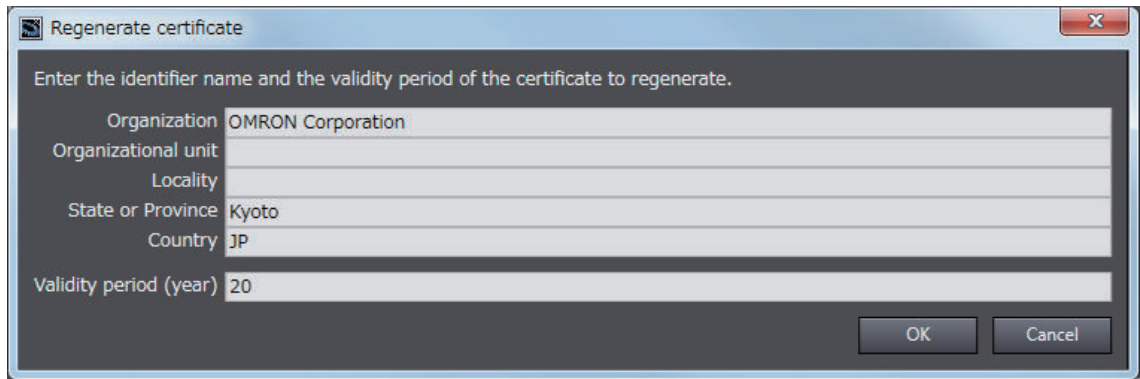 Regenerate certificate
Enter the identifier name and the validity period of the certificate to regenerate.
Organization OMRON Corporation
Organizational unit
Locality
State or Province Kyoto
Country JP
Validity period (year) 20
OK Cancel